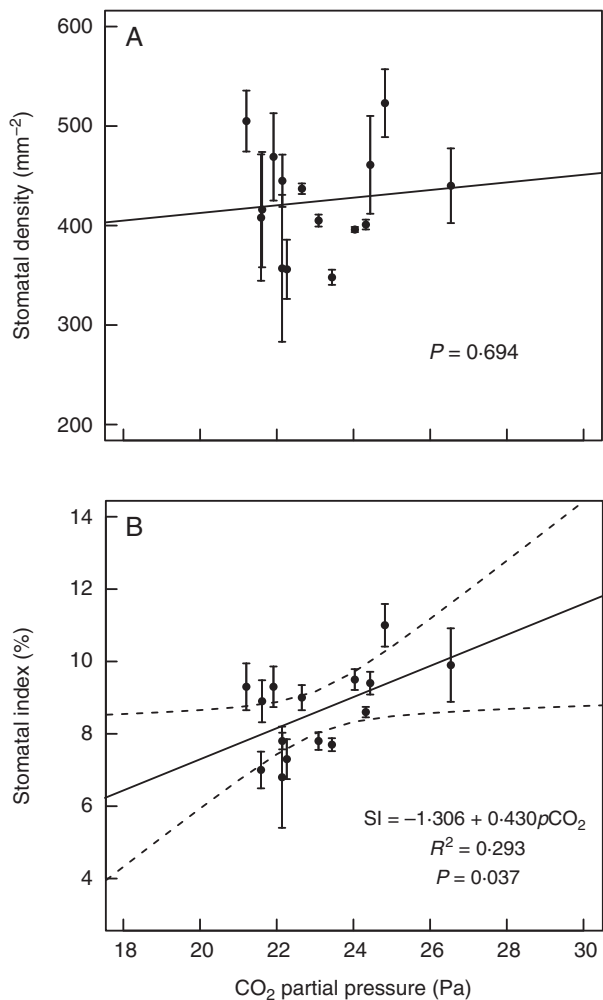 A
600
500
400
300
200
Stomatal density (mm−2)
P = 0·694
B
14
12
10
8
6
4
Stomatal index (%)
SI = –1·306 + 0·430pCO2
R2 = 0·293
P = 0·037
18 20 22 24 26 28 30
CO2 partial pressure (Pa)